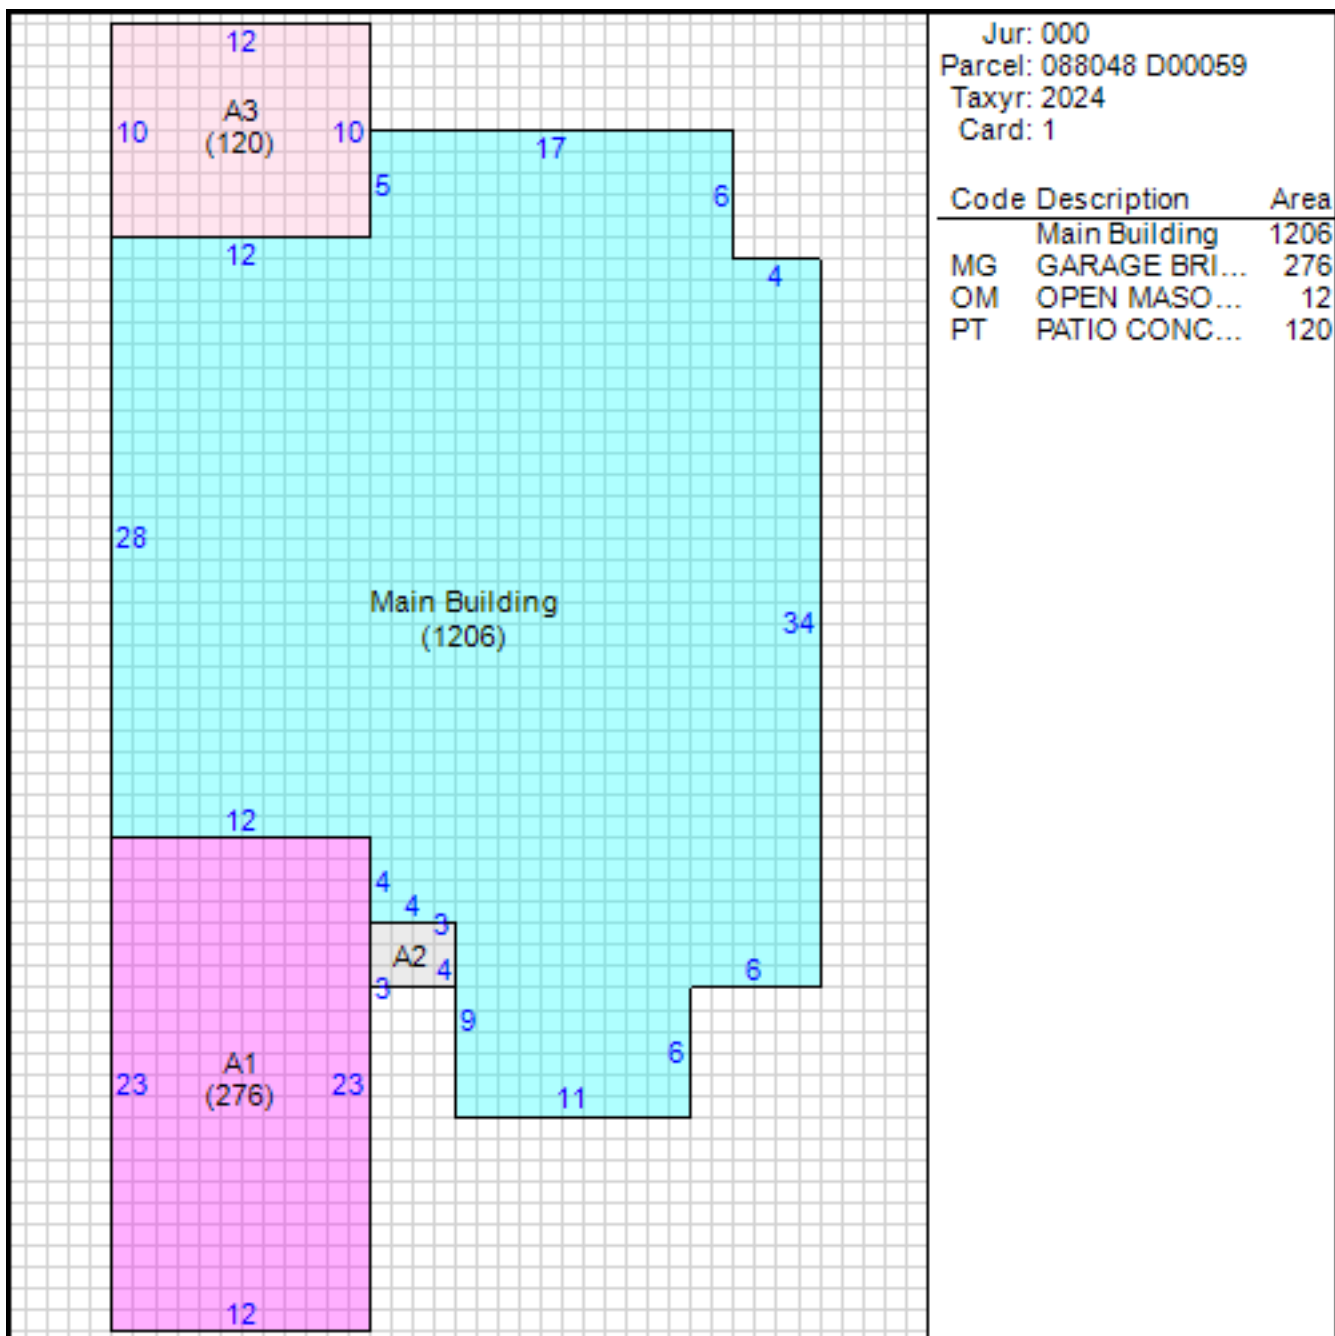 12
A3
(120)
10
10
17
5
6
12
4
28
Main Building
(1206)
34
12
4
4
3
A2
4
3
6
9
6
11
A1
(276)
23
23
12
Jur: 000
Parcel: 088048 D00059
Taxyr: 2024
Card: 1
Code Description Area
Main Building 1206
MG GARAGE BRI... 276
OM OPEN MASO... 12
PT PATIO CONC... 120